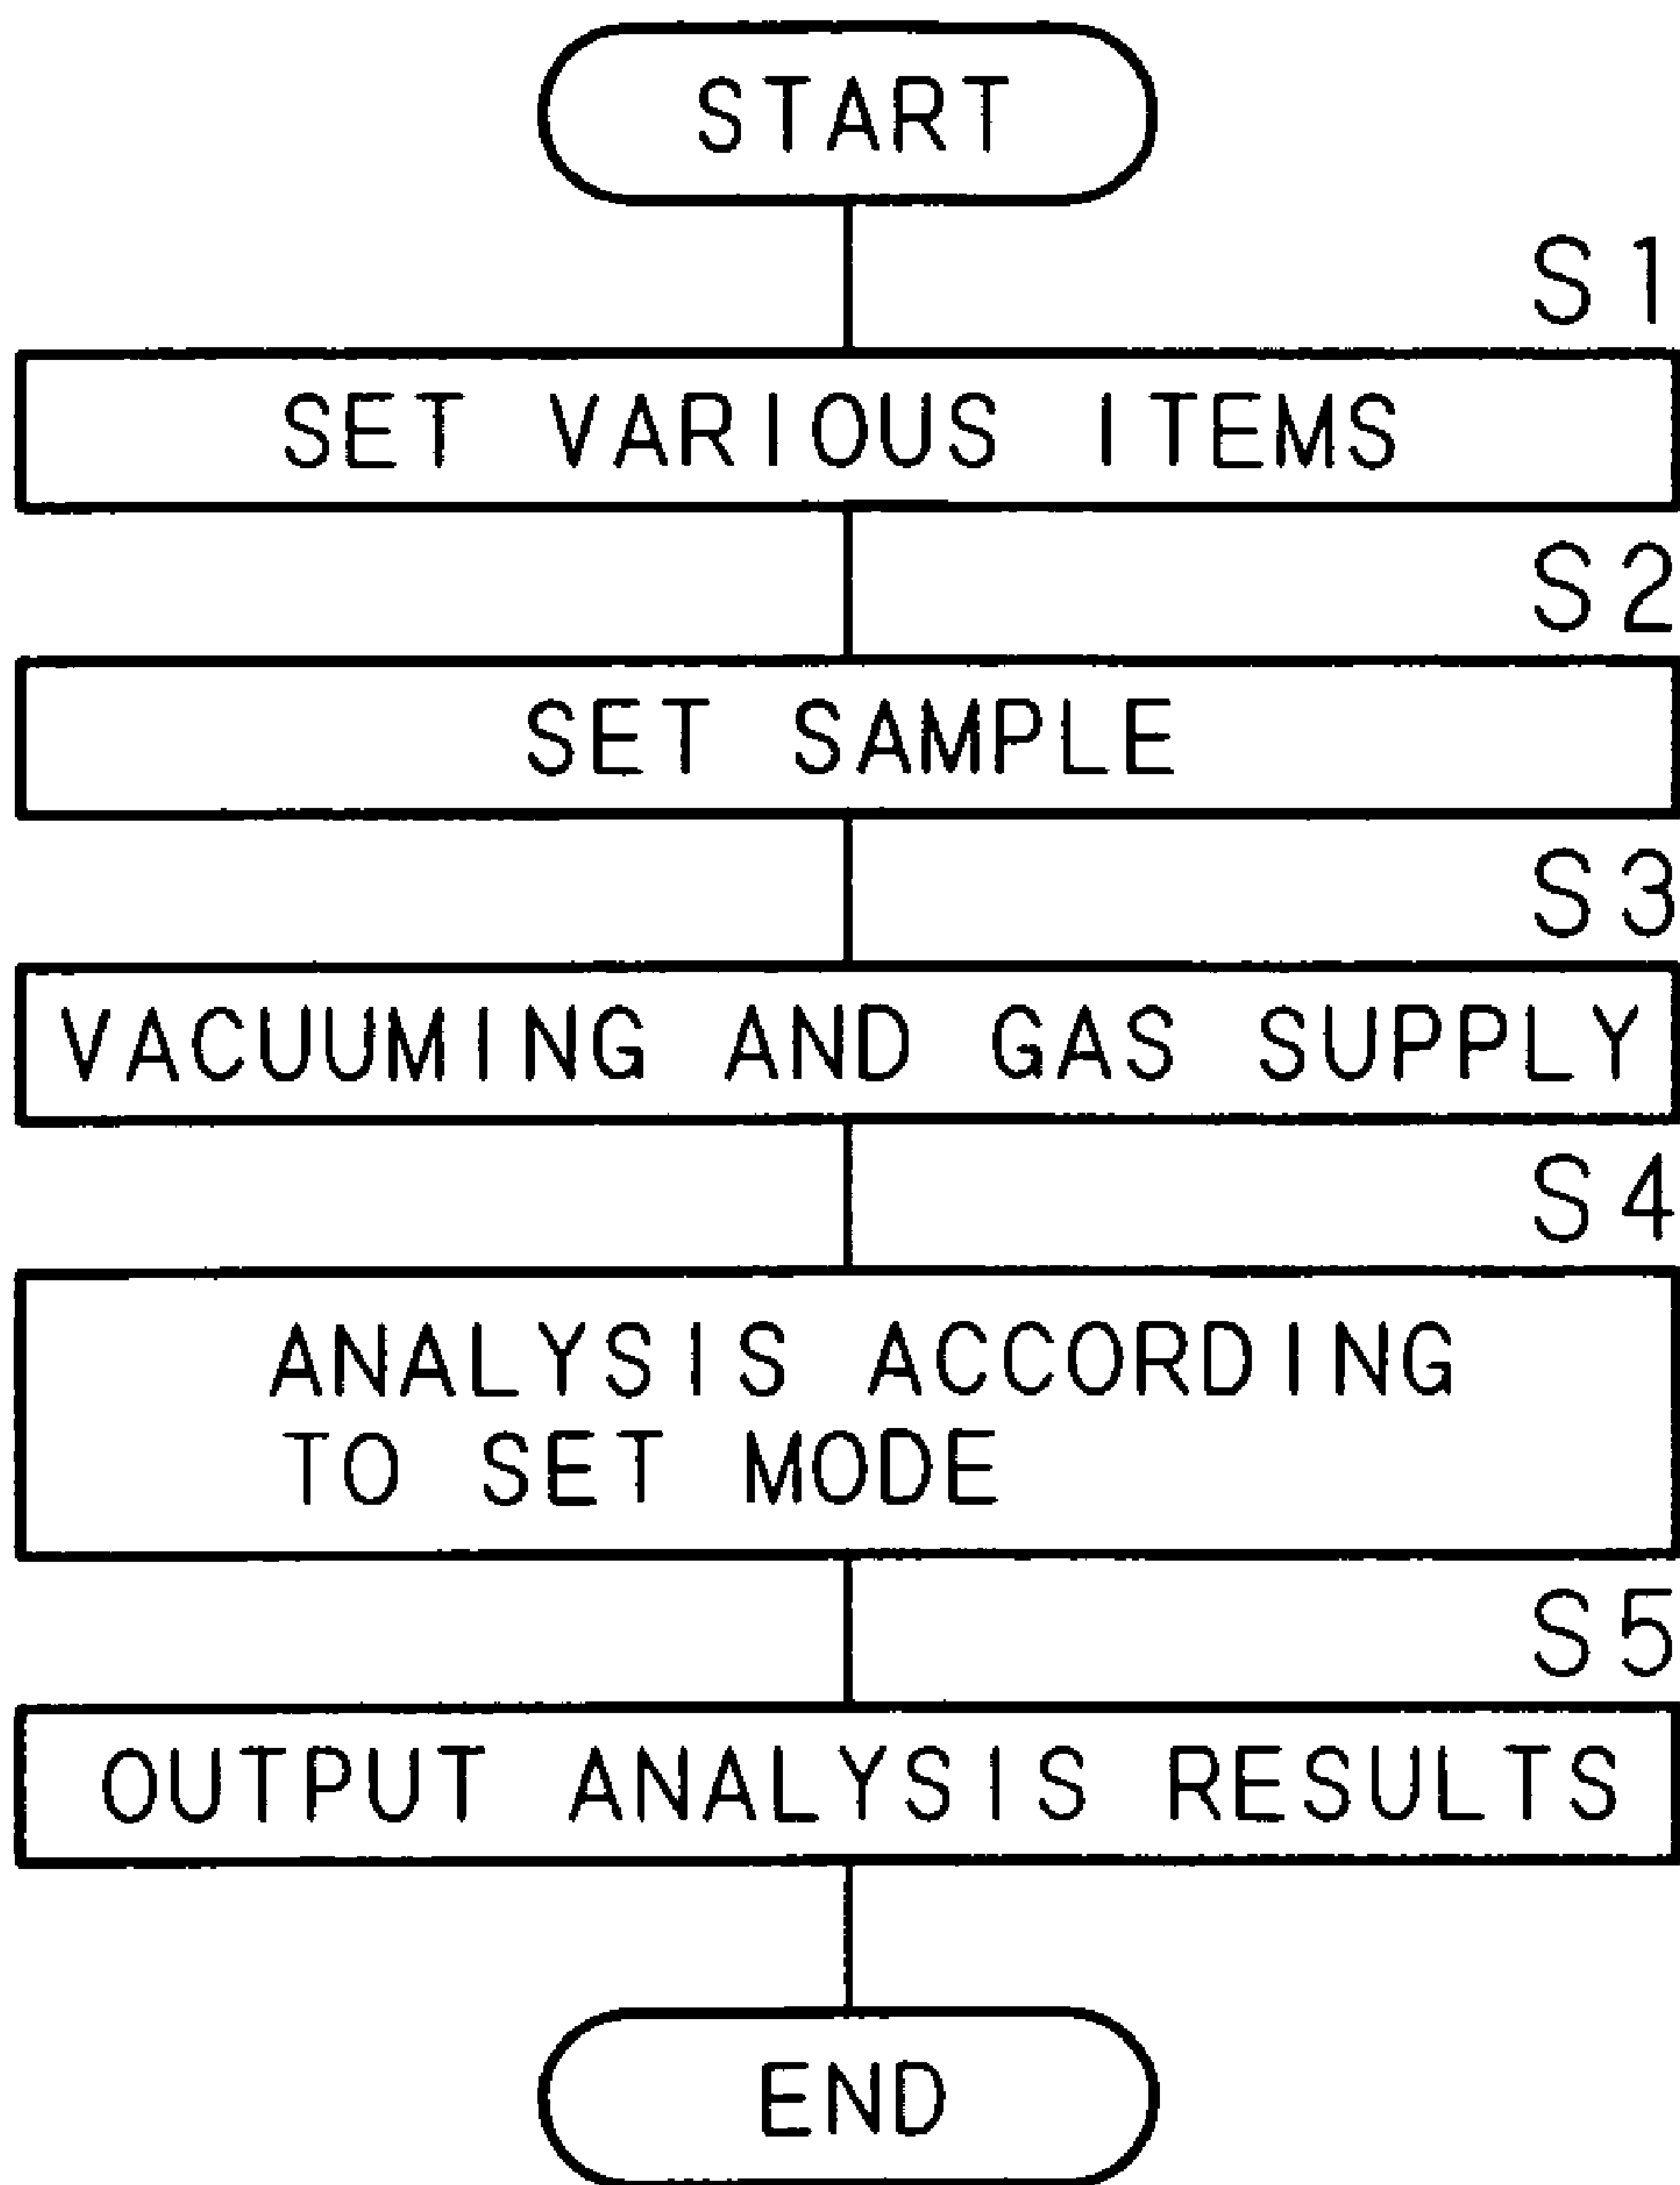 START
S1
SET VARIOUS ITEMS
S2
SET SAMPLE
S3
VACUUMING AND GAS SUPPLY
S4
ANALYSIS ACCORDING
TO SET MODE
S5
OUTPUT ANALYSIS RESULTS
END